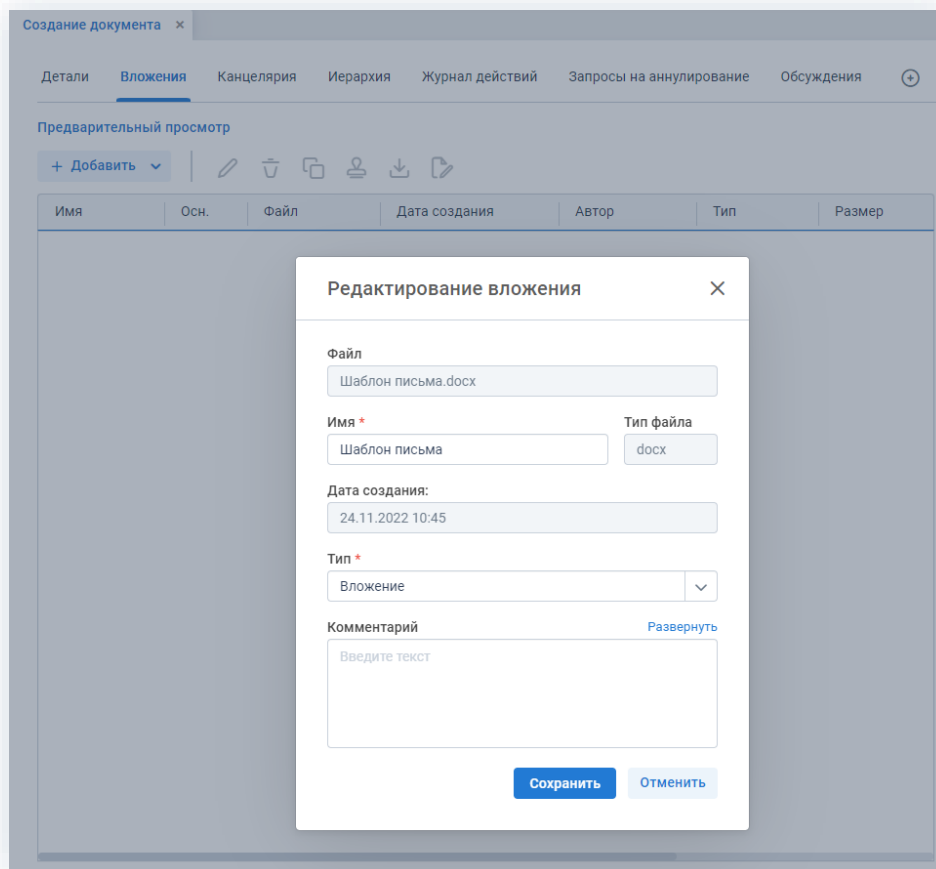 Создание документа ×
Детали Вложения Канцелярия Иерархия Журнал действий Запросы на аннулирование Обсуждения
Предварительный просмотр
+ Добавить
Имя Осн. Файл Дата создания Автор Тип Размер
Редактирование вложения
Файл
Шаблон письма.docx
Имя * Тип файла
Шаблон письма docx
Дата создания:
24.11.2022 10:45
Тип *
Вложение
Комментарий Развернуть
Введите текст
Сохранить Отменить